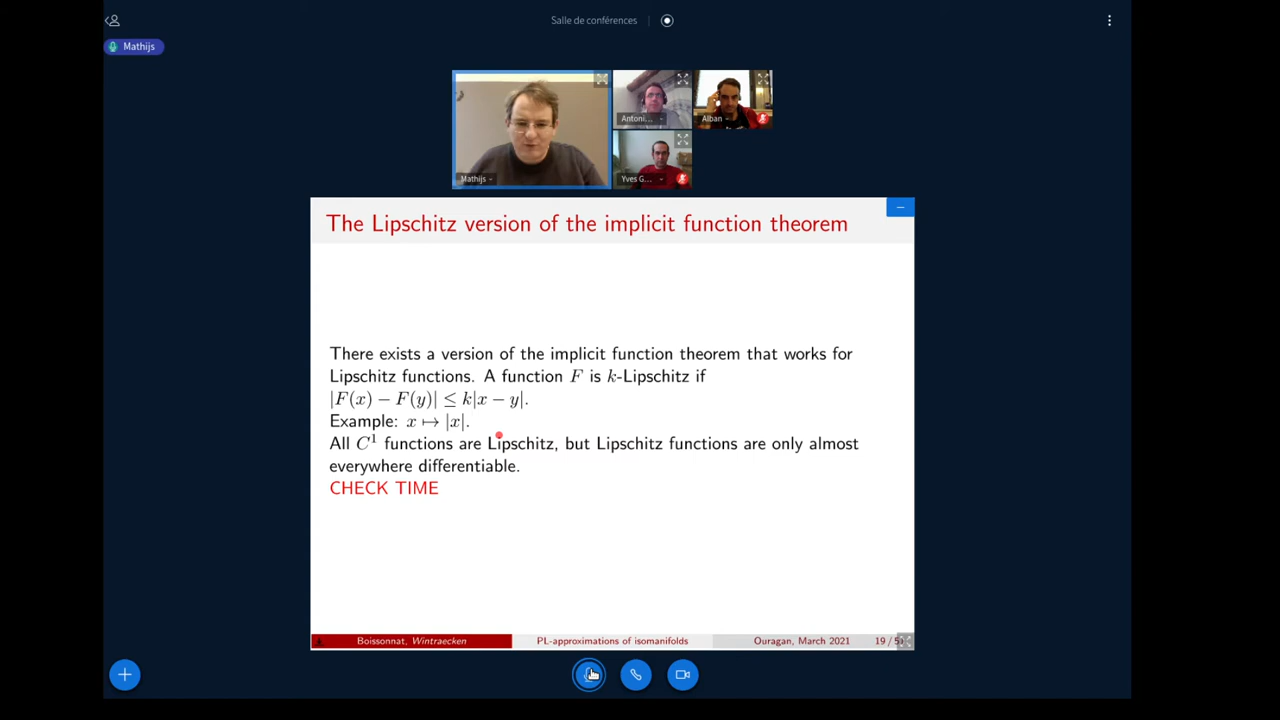 Salle de conférences
Mathijs
Mathijs
Antoni...
Alban
Yves G...
The Lipschitz version of the implicit function theorem
There exists a version of the implicit function theorem that works for
Lipschitz functions. A function F is k-Lipschitz if
|F(x) − F(y)| ≤ k|x − y|.
Example: x ↦ |x|.
All C¹ functions are Lipschitz, but Lipschitz functions are only almost
everywhere differentiable.
CHECK TIME
Boissonnat, Wintraecken
PL-approximations of isomanifolds
Ouragan, March 2021
19 /